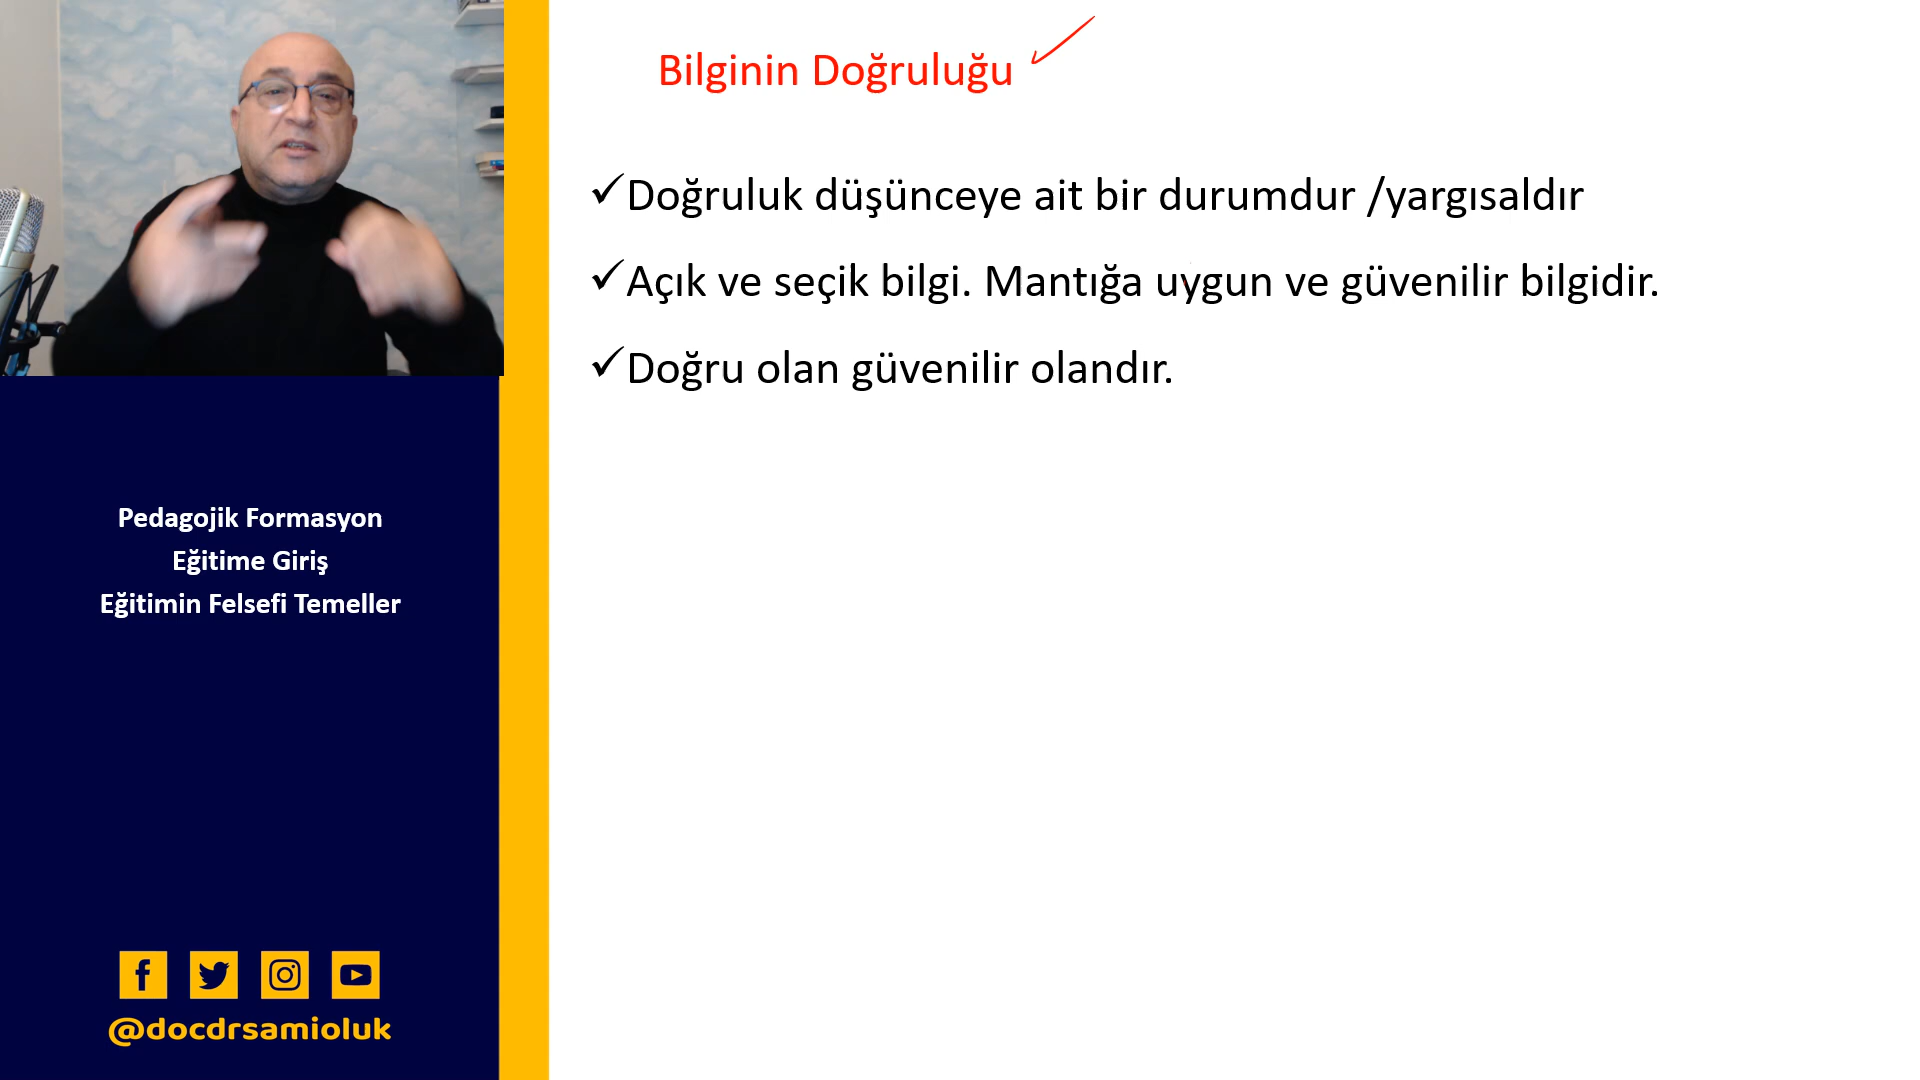 Bilginin Doğruluğu
✓Doğruluk düşünceye ait bir durumdur /yargısaldır
✓Açık ve seçik bilgi. Mantığa uygun ve güvenilir bilgidir.
✓Doğru olan güvenilir olandır.
Pedagojik Formasyon
Eğitime Giriş
Eğitimin Felsefi Temeller
@docdrsamioluk